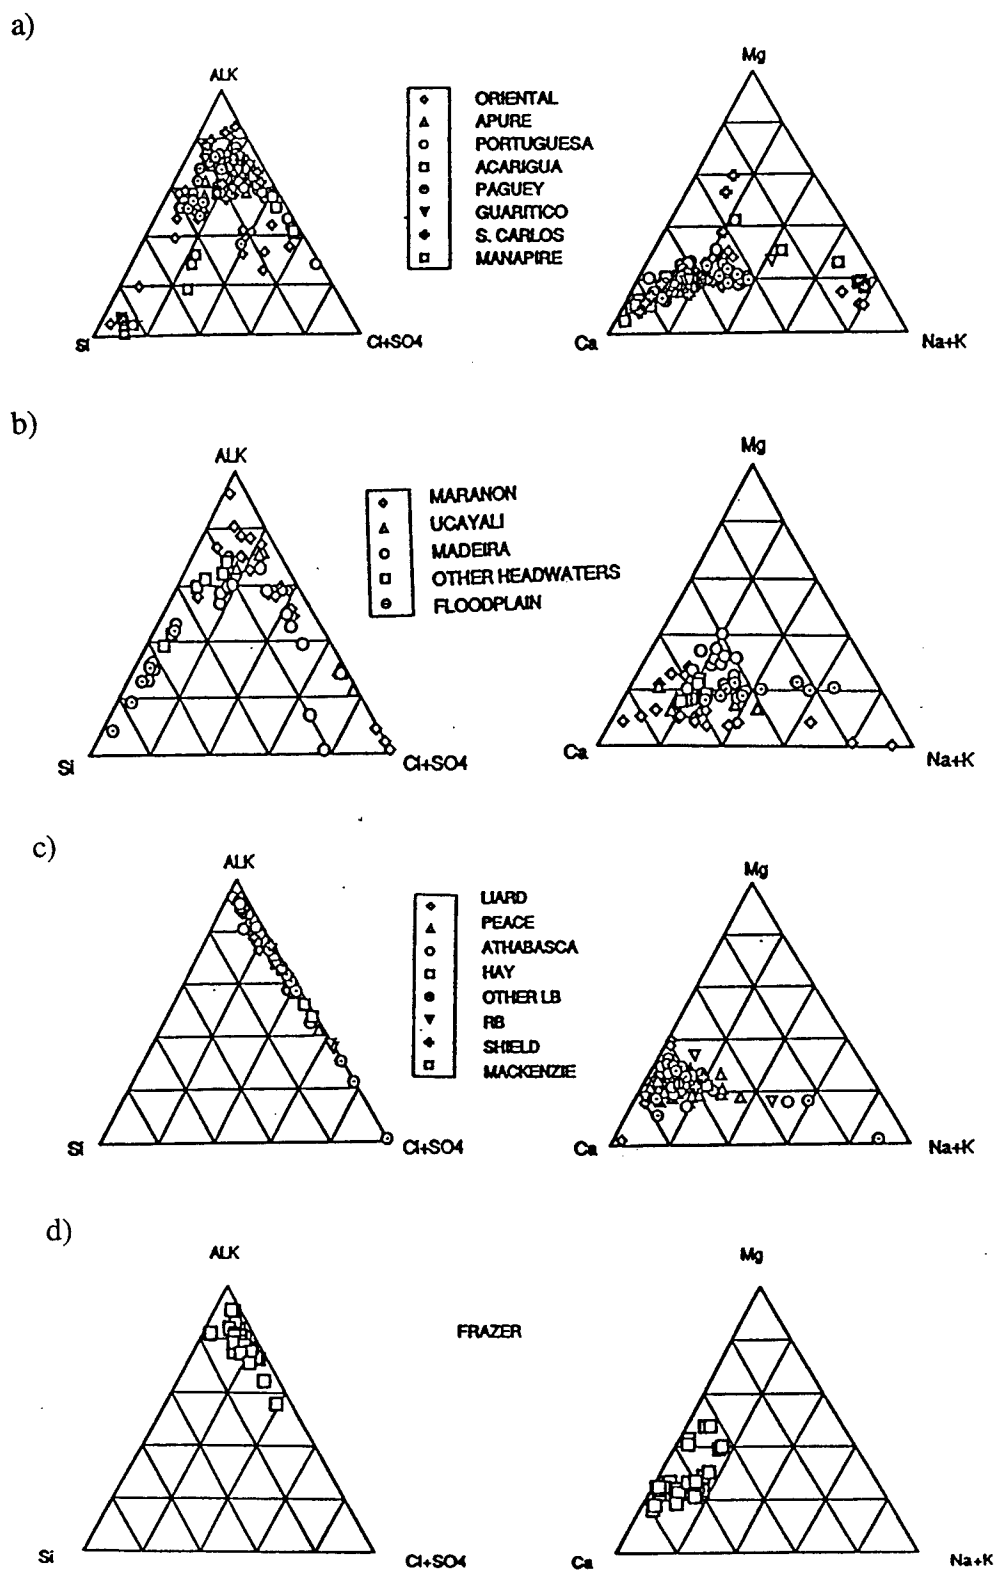 a)
ALK
Si
Cl+SO4
ORIENTAL
APURE
PORTUGUESA
ACARIGUA
PAGUEY
GUARITICO
S. CARLOS
MANAPIRE
Mg
Ca
Na+K
b)
ALK
Si
Cl+SO4
MARANON
UCAYALI
MADEIRA
OTHER HEADWATERS
FLOODPLAIN
Mg
Ca
Na+K
c)
ALK
Si
Cl+SO4
LIARD
PEACE
ATHABASCA
HAY
OTHER LB
RB
SHIELD
MACKENZIE
Mg
Ca
Na+K
d)
ALK
Si
Cl+SO4
FRAZER
Mg
Ca
Na+K